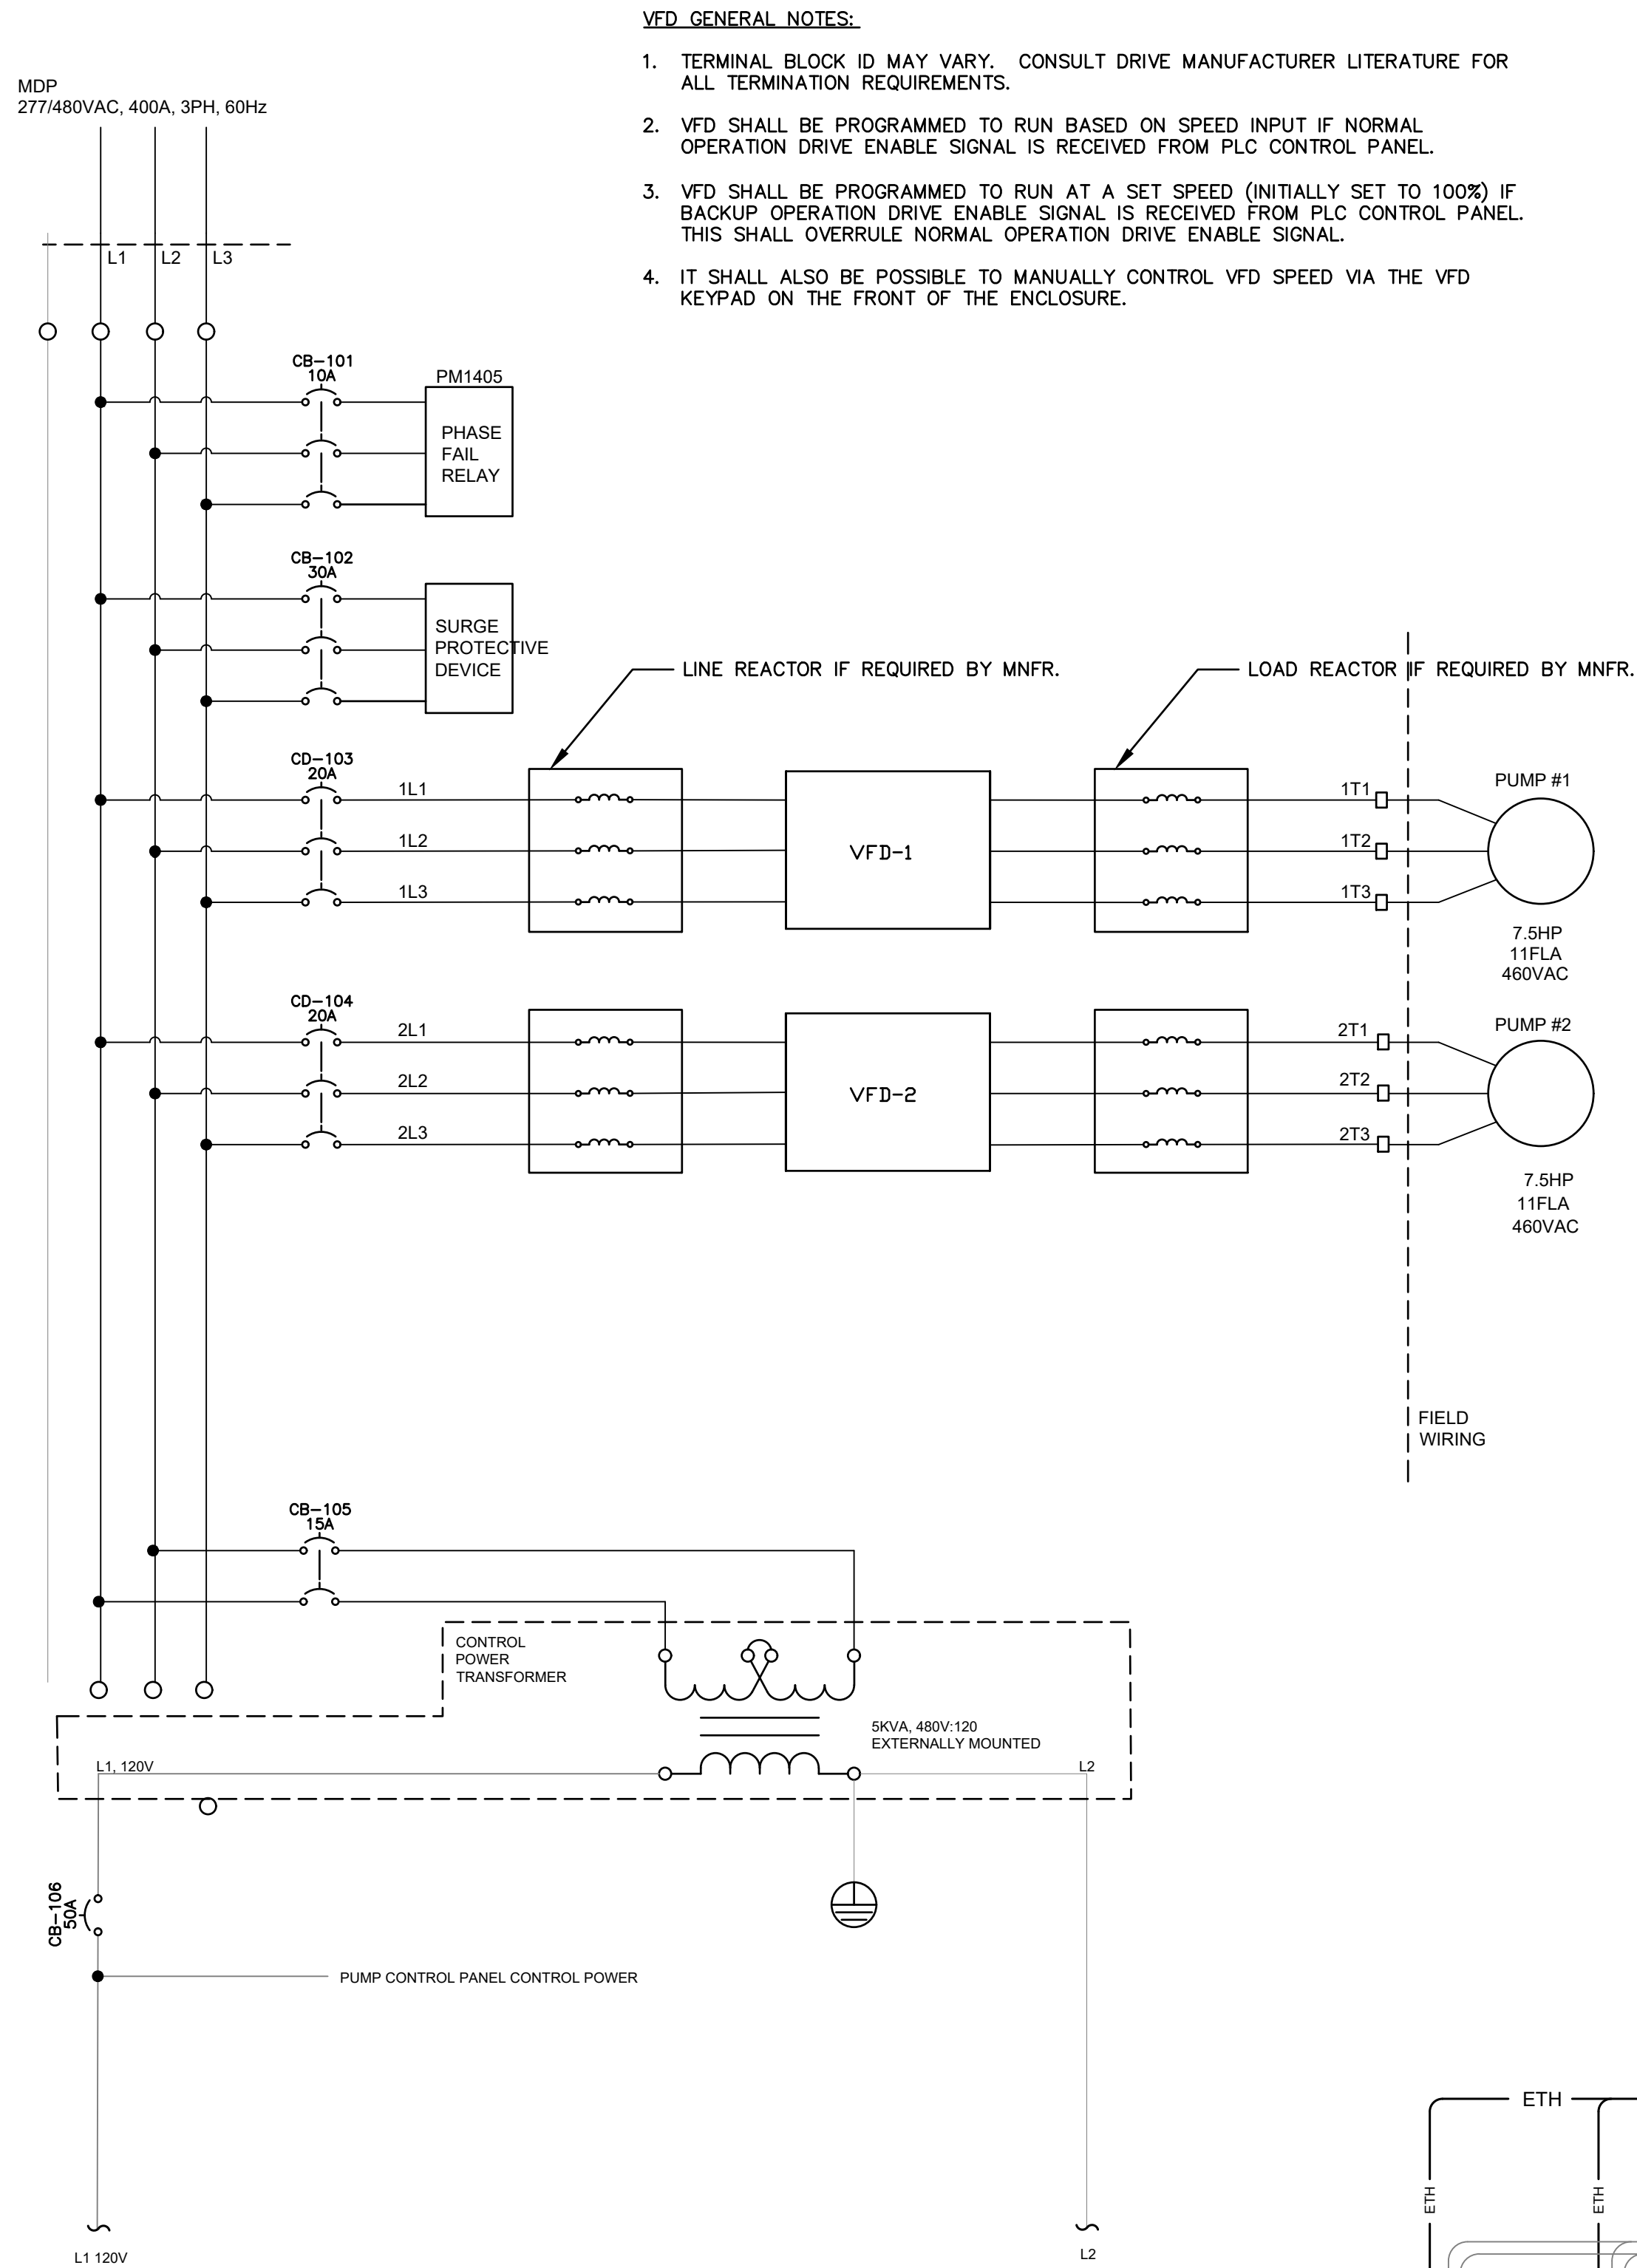 VFD GENERAL NOTES:
1. TERMINAL BLOCK ID MAY VARY. CONSULT DRIVE MANUFACTURER LITERATURE FOR
ALL TERMINATION REQUIREMENTS.
2. VFD SHALL BE PROGRAMMED TO RUN BASED ON SPEED INPUT IF NORMAL
OPERATION DRIVE ENABLE SIGNAL IS RECEIVED FROM PLC CONTROL PANEL.
3. VFD SHALL BE PROGRAMMED TO RUN AT A SET SPEED (INITIALLY SET TO 100%) IF
BACKUP OPERATION DRIVE ENABLE SIGNAL IS RECEIVED FROM PLC CONTROL PANEL.
THIS SHALL OVERRULE NORMAL OPERATION DRIVE ENABLE SIGNAL.
4. IT SHALL ALSO BE POSSIBLE TO MANUALLY CONTROL VFD SPEED VIA THE VFD
KEYPAD ON THE FRONT OF THE ENCLOSURE.
MDP
277/480VAC, 400A, 3PH, 60Hz
L1 L2 L3
CB-101
10A
PM1405
PHASE
FAIL
RELAY
CB-102
30A
SURGE
PROTECTIVE
DEVICE
LINE REACTOR IF REQUIRED BY MNFR.
LOAD REACTOR IF REQUIRED BY MNFR.
CD-103
20A
1L1
1L2
1L3
VFD-1
1T1
1T2
1T3
PUMP #1
7.5HP
11FLA
460VAC
CD-104
20A
2L1
2L2
2L3
VFD-2
2T1
2T2
2T3
PUMP #2
7.5HP
11FLA
460VAC
FIELD
WIRING
CB-105
15A
CONTROL
POWER
TRANSFORMER
5KVA, 480V:120
EXTERNALLY MOUNTED
L1, 120V
L2
CB-106
50A
PUMP CONTROL PANEL CONTROL POWER
ETH
ETH
ETH
L1 120V
L2